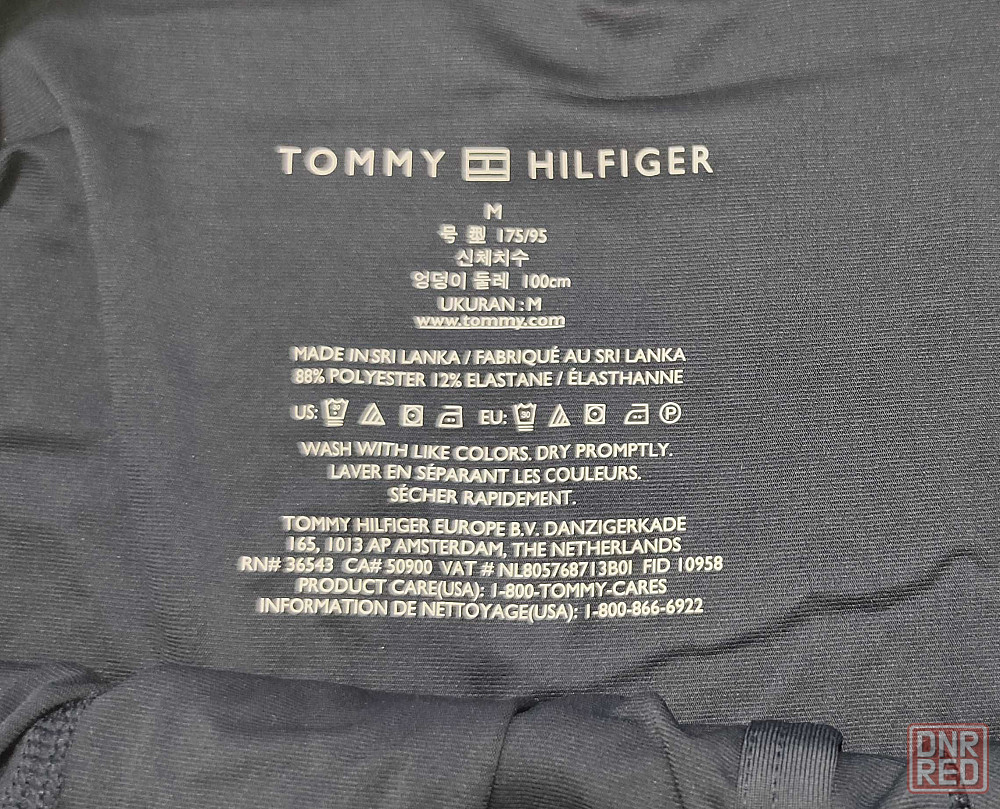 TOMMY HILFIGER
M
号 型 175/95
신체치수
엉덩이 둘레 100cm
UKURAN : M
www.tommy.com
MADE IN SRI LANKA / FABRIQUÉ AU SRI LANKA
88% POLYESTER 12% ELASTANE / ÉLASTHANNE
US: EU: 30 P
WASH WITH LIKE COLORS. DRY PROMPTLY.
LAVER EN SÉPARANT LES COULEURS.
SÉCHER RAPIDEMENT.
TOMMY HILFIGER EUROPE B.V. DANZIGERKADE
165, 1013 AP AMSTERDAM, THE NETHERLANDS
RN# 36543 CA# 50900 VAT # NL805768713B01 FID 10958
PRODUCT CARE(USA): 1-800-TOMMY-CARES
INFORMATION DE NETTOYAGE(USA): 1-800-866-6922
DNR
RED